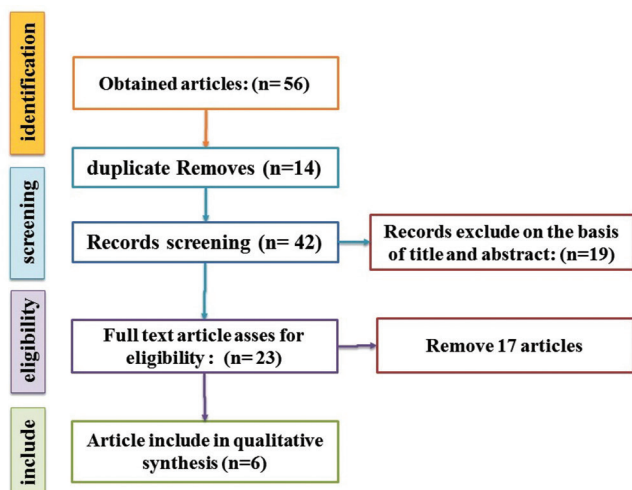 identification
Obtained articles: (n= 56)
duplicate Removes (n=14)
screening
Records screening (n= 42)
Records exclude on the basis
of title and abstract: (n=19)
eligibility
Full text article asses for
eligibility : (n= 23)
Remove 17 articles
include
Article include in qualitative
synthesis (n=6)